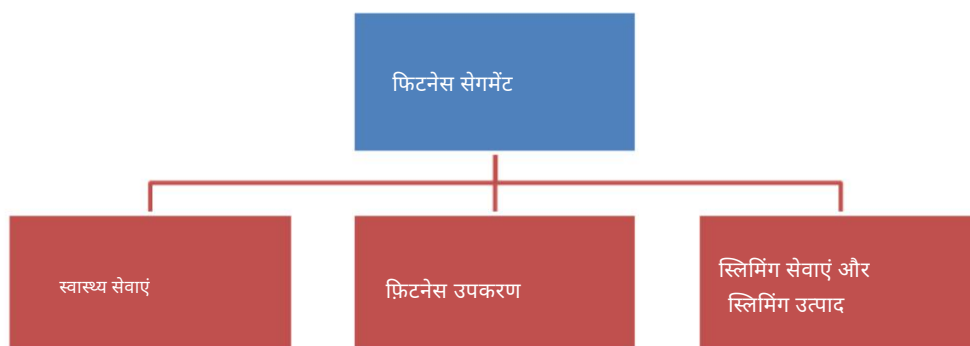 फिटनेस सेगमेंट
स्वास्थ्य सेवाएं
फ़िटनेस उपकरण
स्लिमिंग सेवाएं और
स्लिमिंग उत्पाद